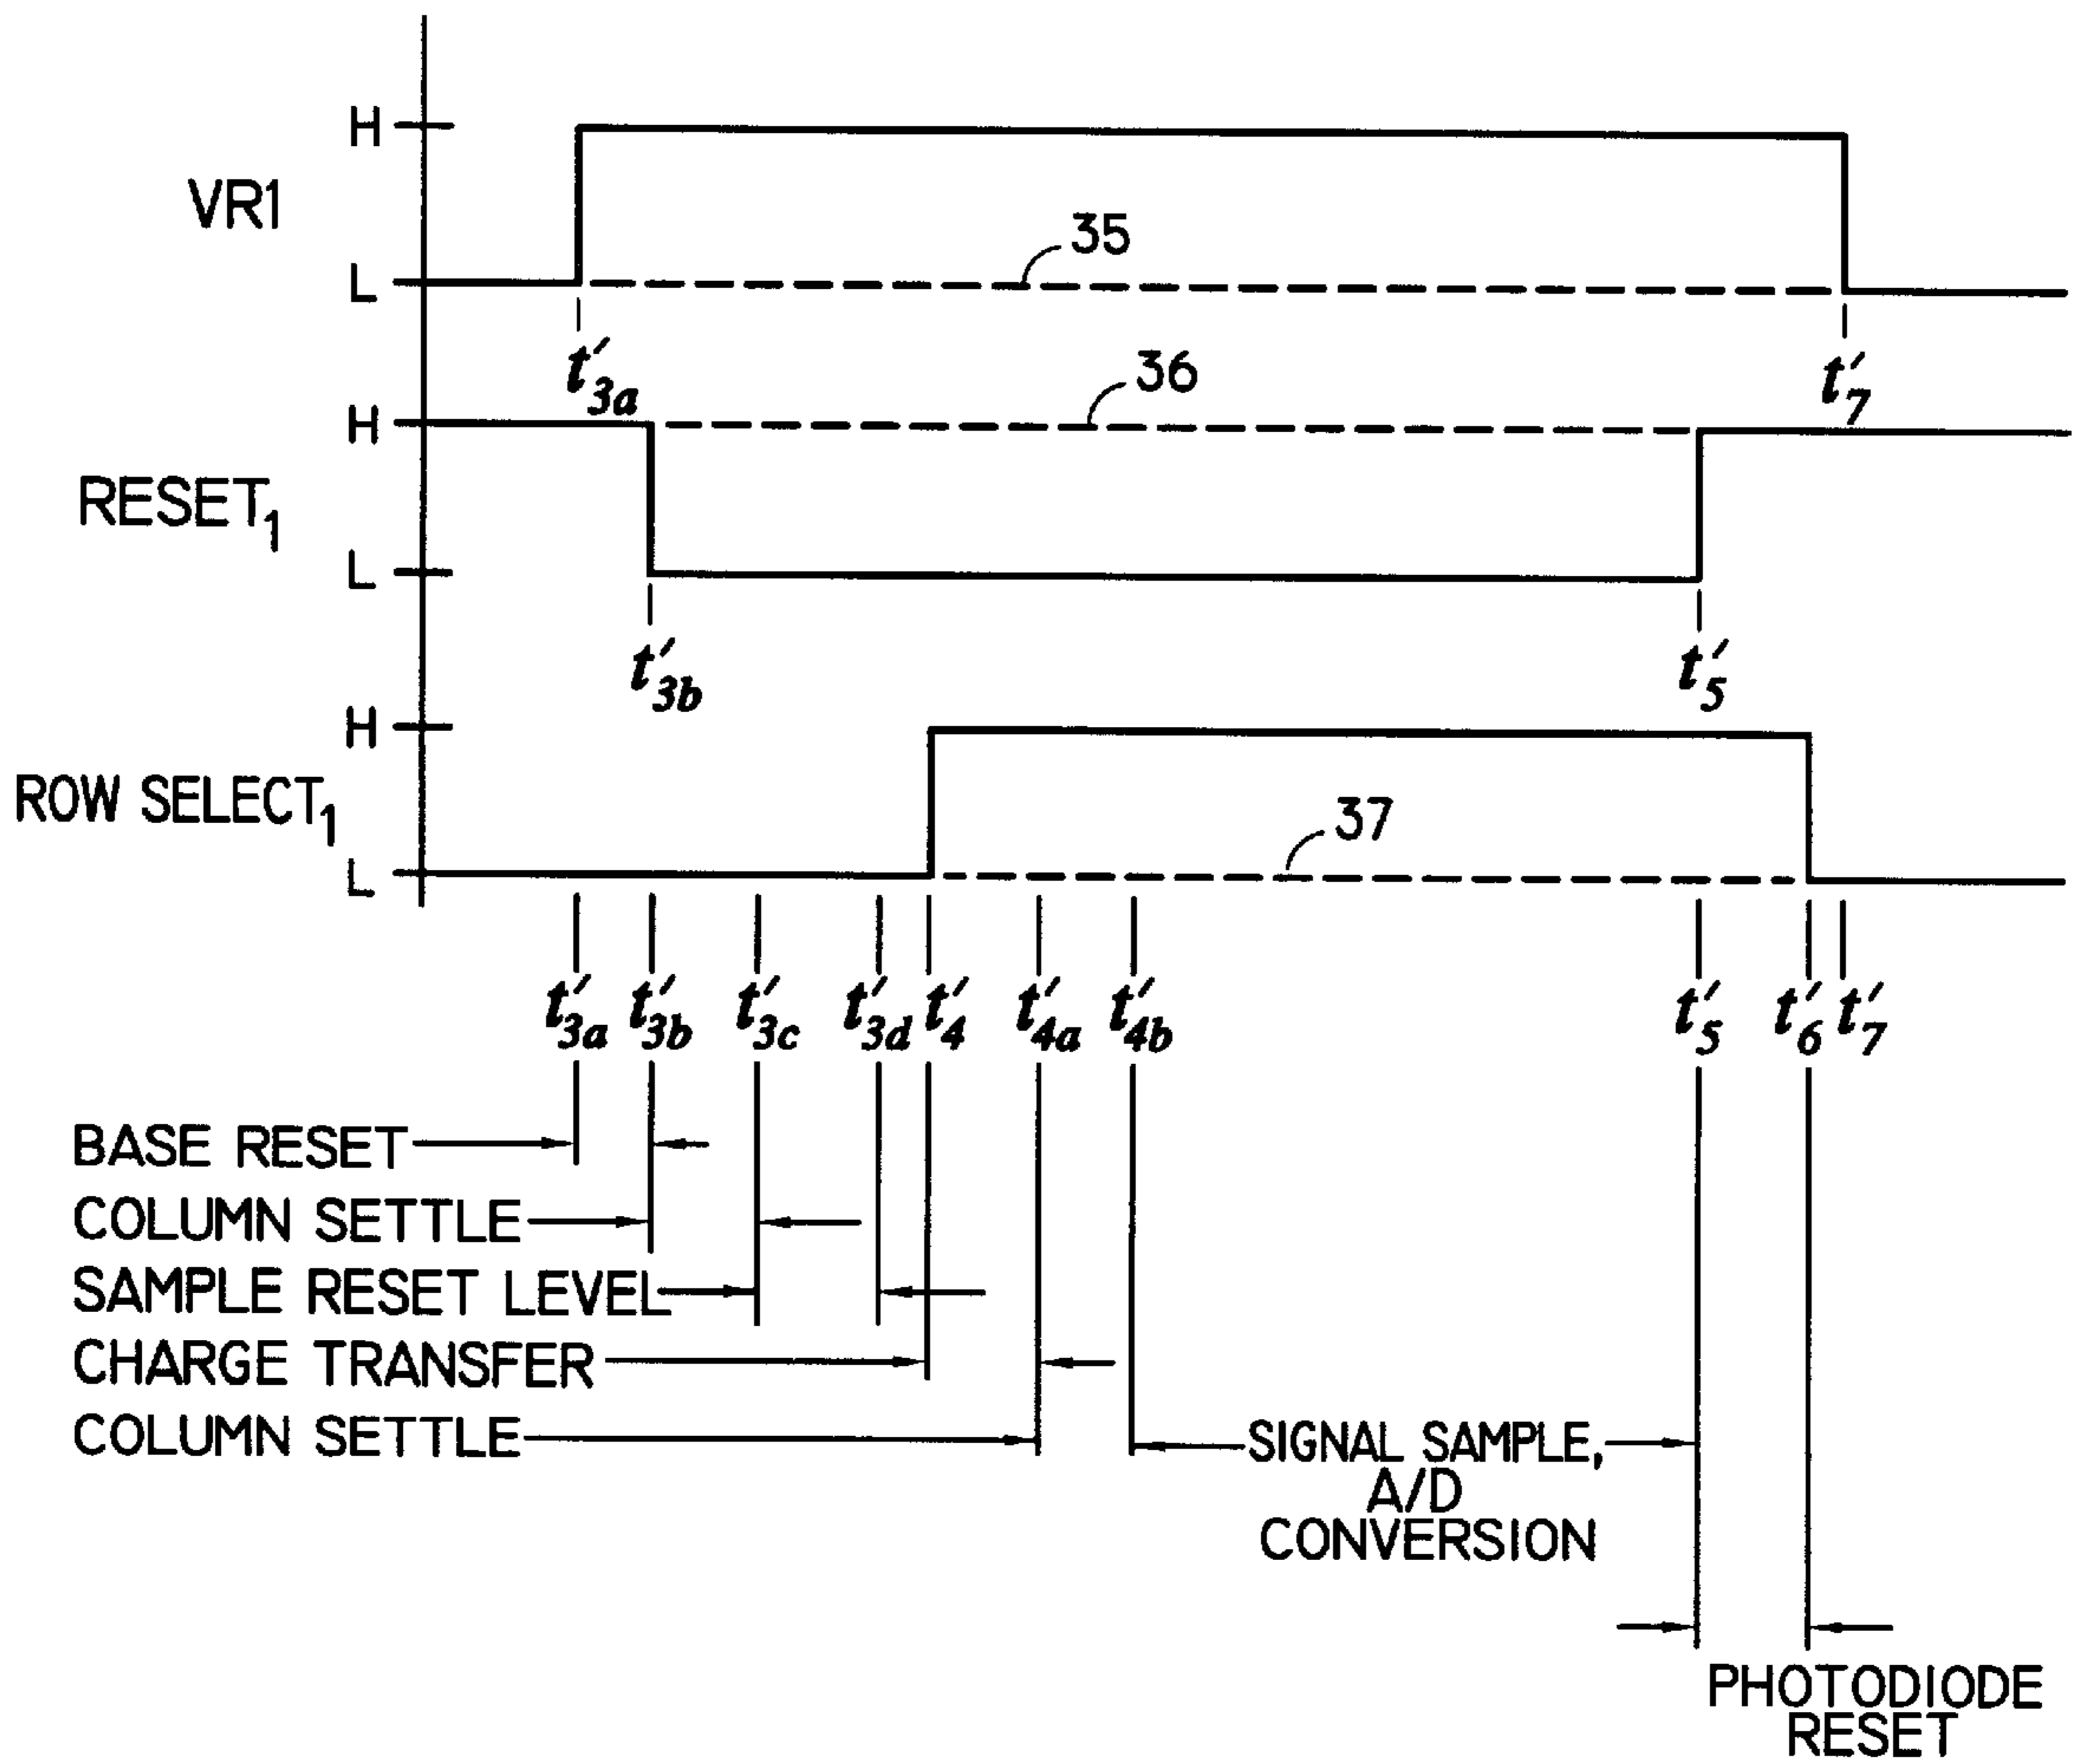 H
VR1
35
L
t'3a
36
t'7
H
RESET1
L
t'3b
t'5
H
ROW SELECT1
37
L
t'3a t'3b t'3c t'3d t'4 t'4a t'4b t'5 t'6 t'7
BASE RESET
COLUMN SETTLE
SAMPLE RESET LEVEL
CHARGE TRANSFER
COLUMN SETTLE
SIGNAL SAMPLE,
A/D
CONVERSION
PHOTODIODE
RESET